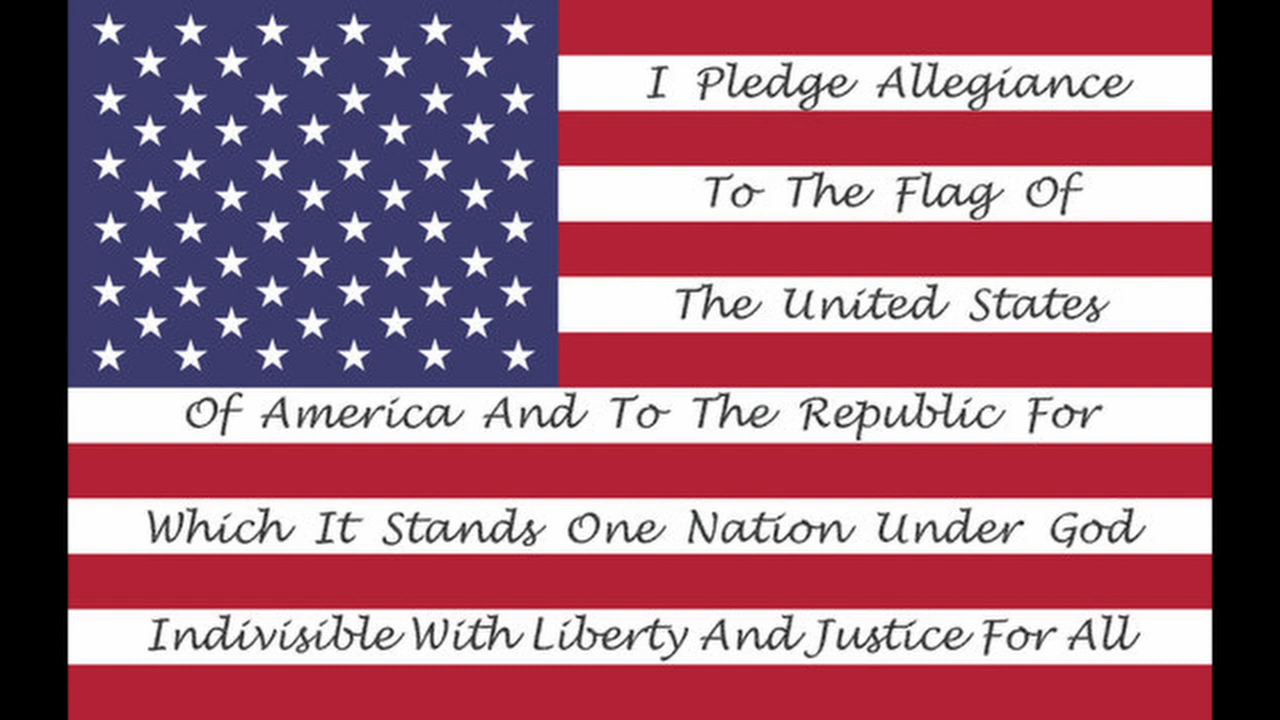 I Pledge Allegiance
To The Flag Of
The United States
Of America And To The Republic For
Which It Stands One Nation Under God
Indivisible With Liberty And Justice For All